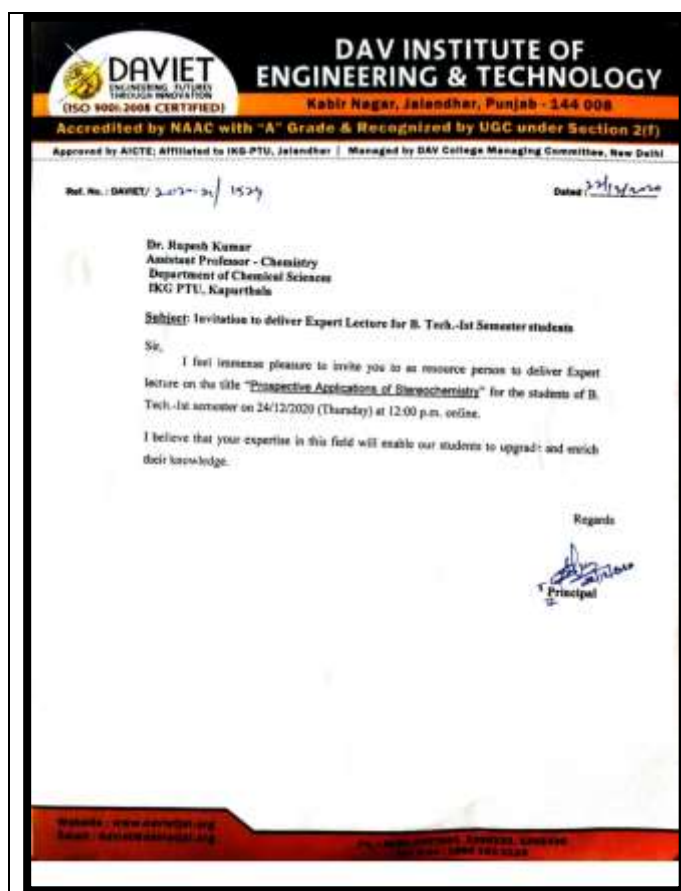 DAVIET
ENGINEERING FUTURES
THROUGH INNOVATION
(ISO 9001:2008 CERTIFIED)
DAV INSTITUTE OF
ENGINEERING & TECHNOLOGY
Kabir Nagar, Jalandhar, Punjab - 144 008
Accredited by NAAC with "A" Grade & Recognized by UGC under Section 2(f)
Approved by AICTE; Affiliated to IKG-PTU, Jalandhar | Managed by DAV College Managing Committee, New Delhi
Ref. No. : DAVIET/ 1529
Dated : 22/12/2020
Dr. Rupesh Kumar
Assistant Professor - Chemistry
Department of Chemical Sciences
IKG PTU, Kapurthala
Subject: Invitation to deliver Expert Lecture for B. Tech.-Ist Semester students
Sir,
I feel immense pleasure to invite you to as resource person to deliver Expert
lecture on the title "Prospective Applications of Stereochemistry" for the students of B.
Tech.-Ist semester on 24/12/2020 (Thursday) at 12:00 p.m. online.
I believe that your expertise in this field will enable our students to upgrade and enrich
their knowledge.
Regards
Principal
Website :
Email :